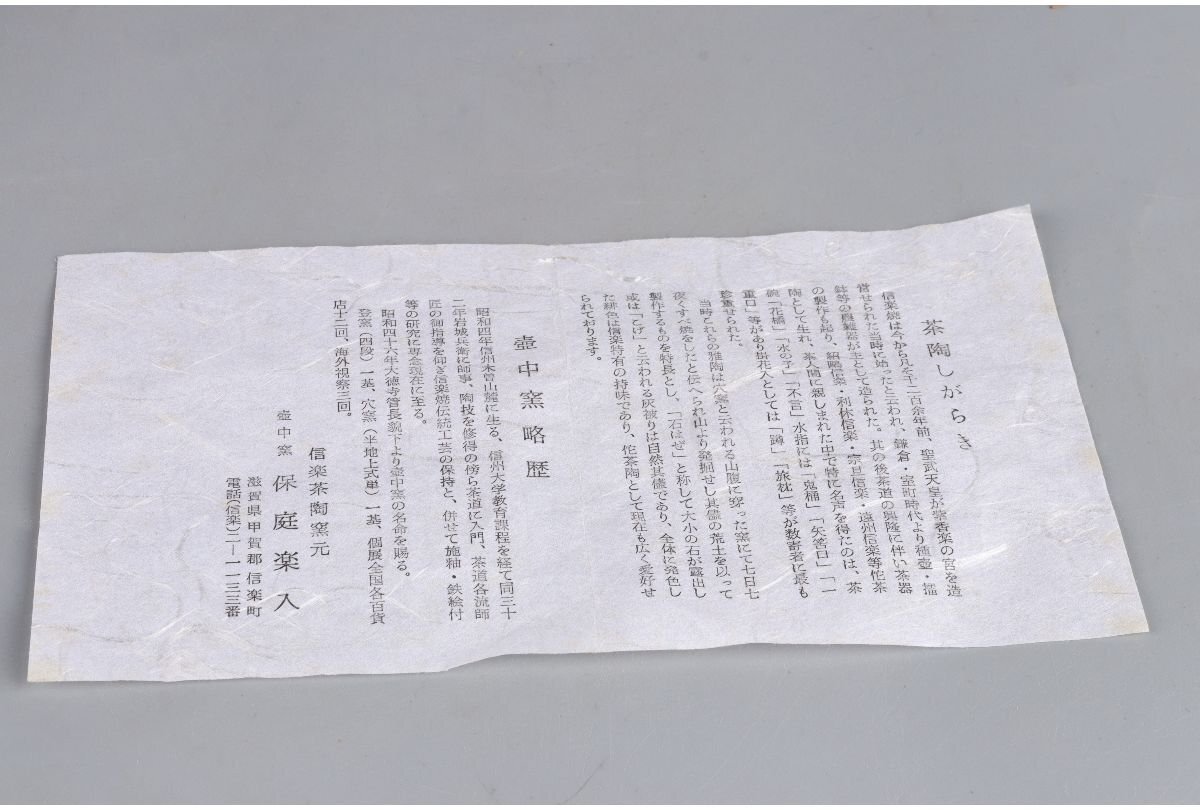 茶陶しがらき
信楽焼は今から凡そ千二百余年前、聖武天皇が紫香楽の宮を造
営せられた当時に始ったと云われ、鎌倉・室町時代より種壺・擂
鉢等の農雑器が主として造られた。其の後茶道の興隆に伴い茶器
の製作も起り、紹鴎信楽・利休信楽・宗旦信楽・遠州信楽等佗茶
陶として生れ、茶人間に親しまれた中で特に名声を得たのは、茶
碗「花橘」「水の子」「不言」水指には「鬼桶」「矢筈口」「一
重口」等があり掛花入としては「蹲」「旅枕」等が数寄者に最も
珍重せられた。
当時これらの雅陶は穴窯と云われる山腹に穿った窯にて七日七
夜くすべ焼をしたと伝へられ山より発掘せし其儘の荒土を以って
製作するものを特長とし、「石はぜ」と称して大小の石が露出し
或は「こげ」と云われる灰被りは自然其儘であり、全体に発色し
た緋色は信楽特有の持味であり、佗茶陶として現在も広く愛好せ
られております。
壺中窯略歴
昭和四年信州木曽山麓に生る、信州大学教育課程を経て同三十
二年岩城兵衛に師事、陶技を修得の傍ら茶道に入門、茶道各流師
匠の御指導を仰ぎ信楽焼伝統工芸の保持と、併せて施釉・鉄絵付
等の研究に専念現在に至る。
昭和四十六年大徳寺管長猊下より壺中窯の名命を賜る。
登窯（四段）一基、穴窯（半地上式単）一基、個展全国各百貨
店十二回、海外視察三回。
信楽茶陶窯元
壺中窯 保庭楽入
滋賀県甲賀郡信楽町
電話（信楽）二—一一三三番